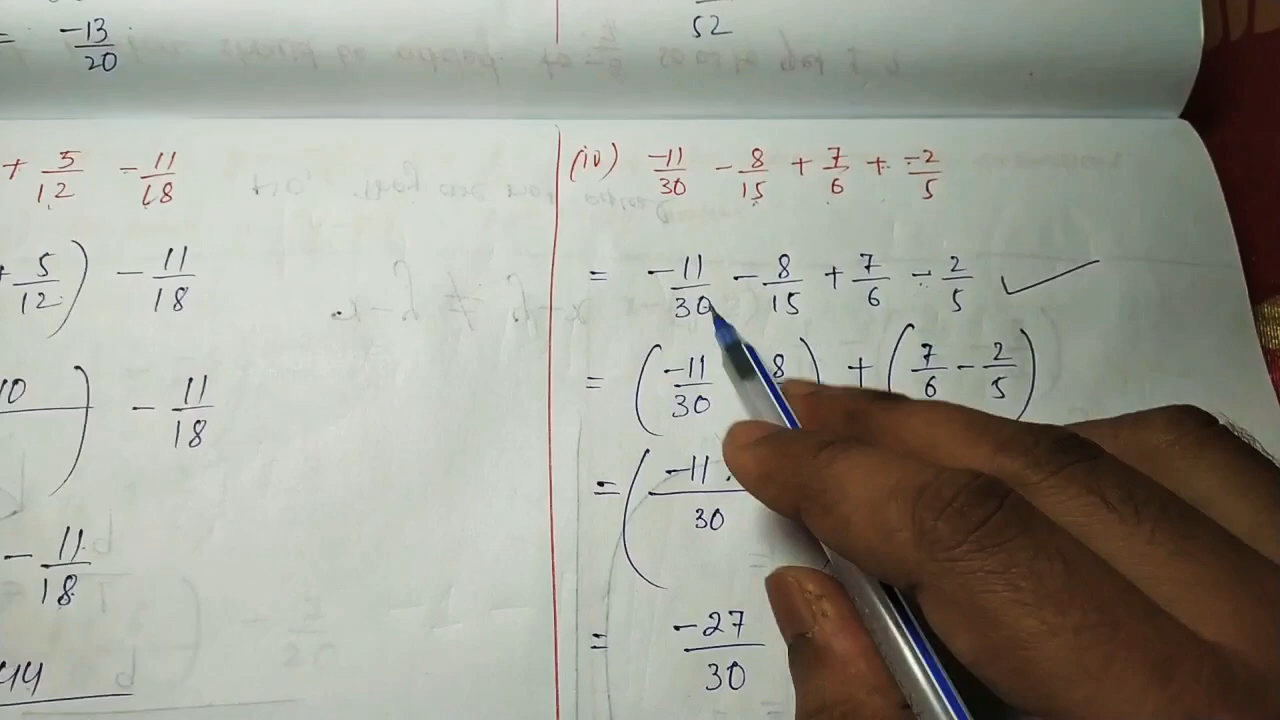 = -13/20
52
+ 5/12 - 11/18
+ 5/12) - 11/18
10) - 11/18
- 11/18
44
(iv) -11/30 - 8/15 + 7/6 + -2/5
= -11/30 - 8/15 + 7/6 - 2/5 ✓
= (-11/30 8) + (7/6 - 2/5)
= (-11/30
= -27/30